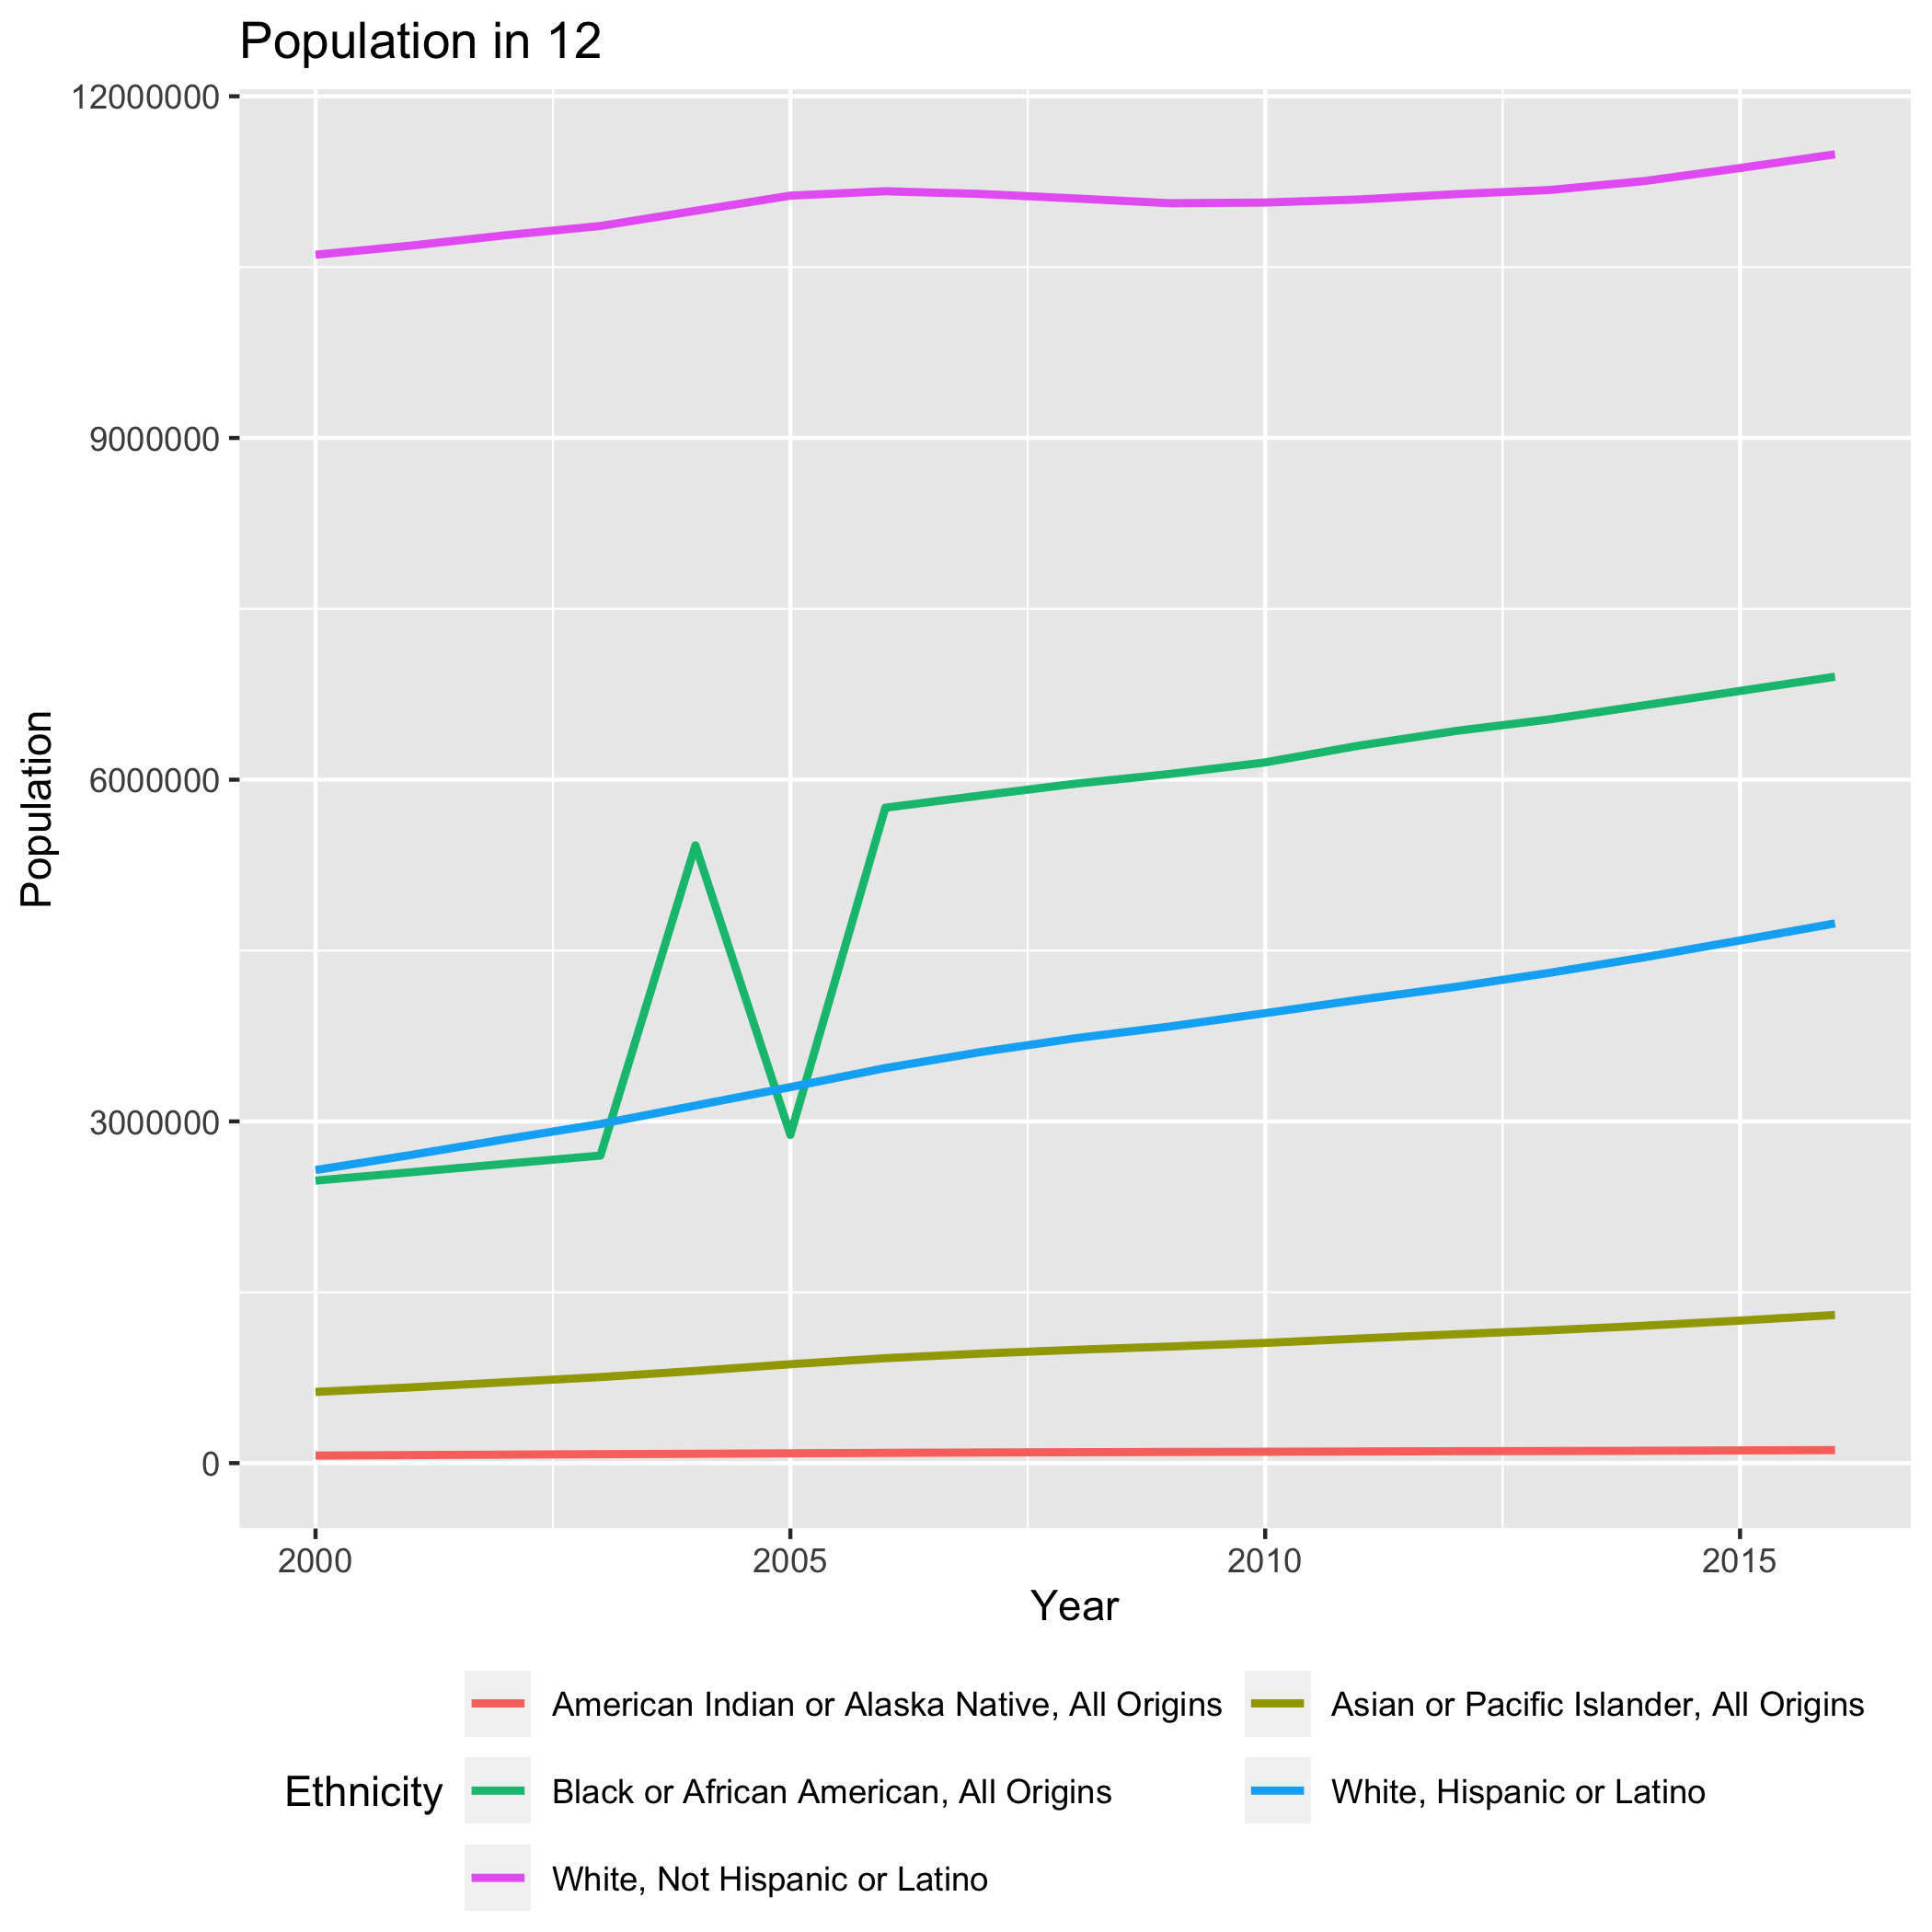 Population in 12
12000000
9000000
6000000
3000000
0
Population
2000 2005 2010 2015
Year
Ethnicity
American Indian or Alaska Native, All Origins
Asian or Pacific Islander, All Origins
Black or African American, All Origins
White, Hispanic or Latino
White, Not Hispanic or Latino